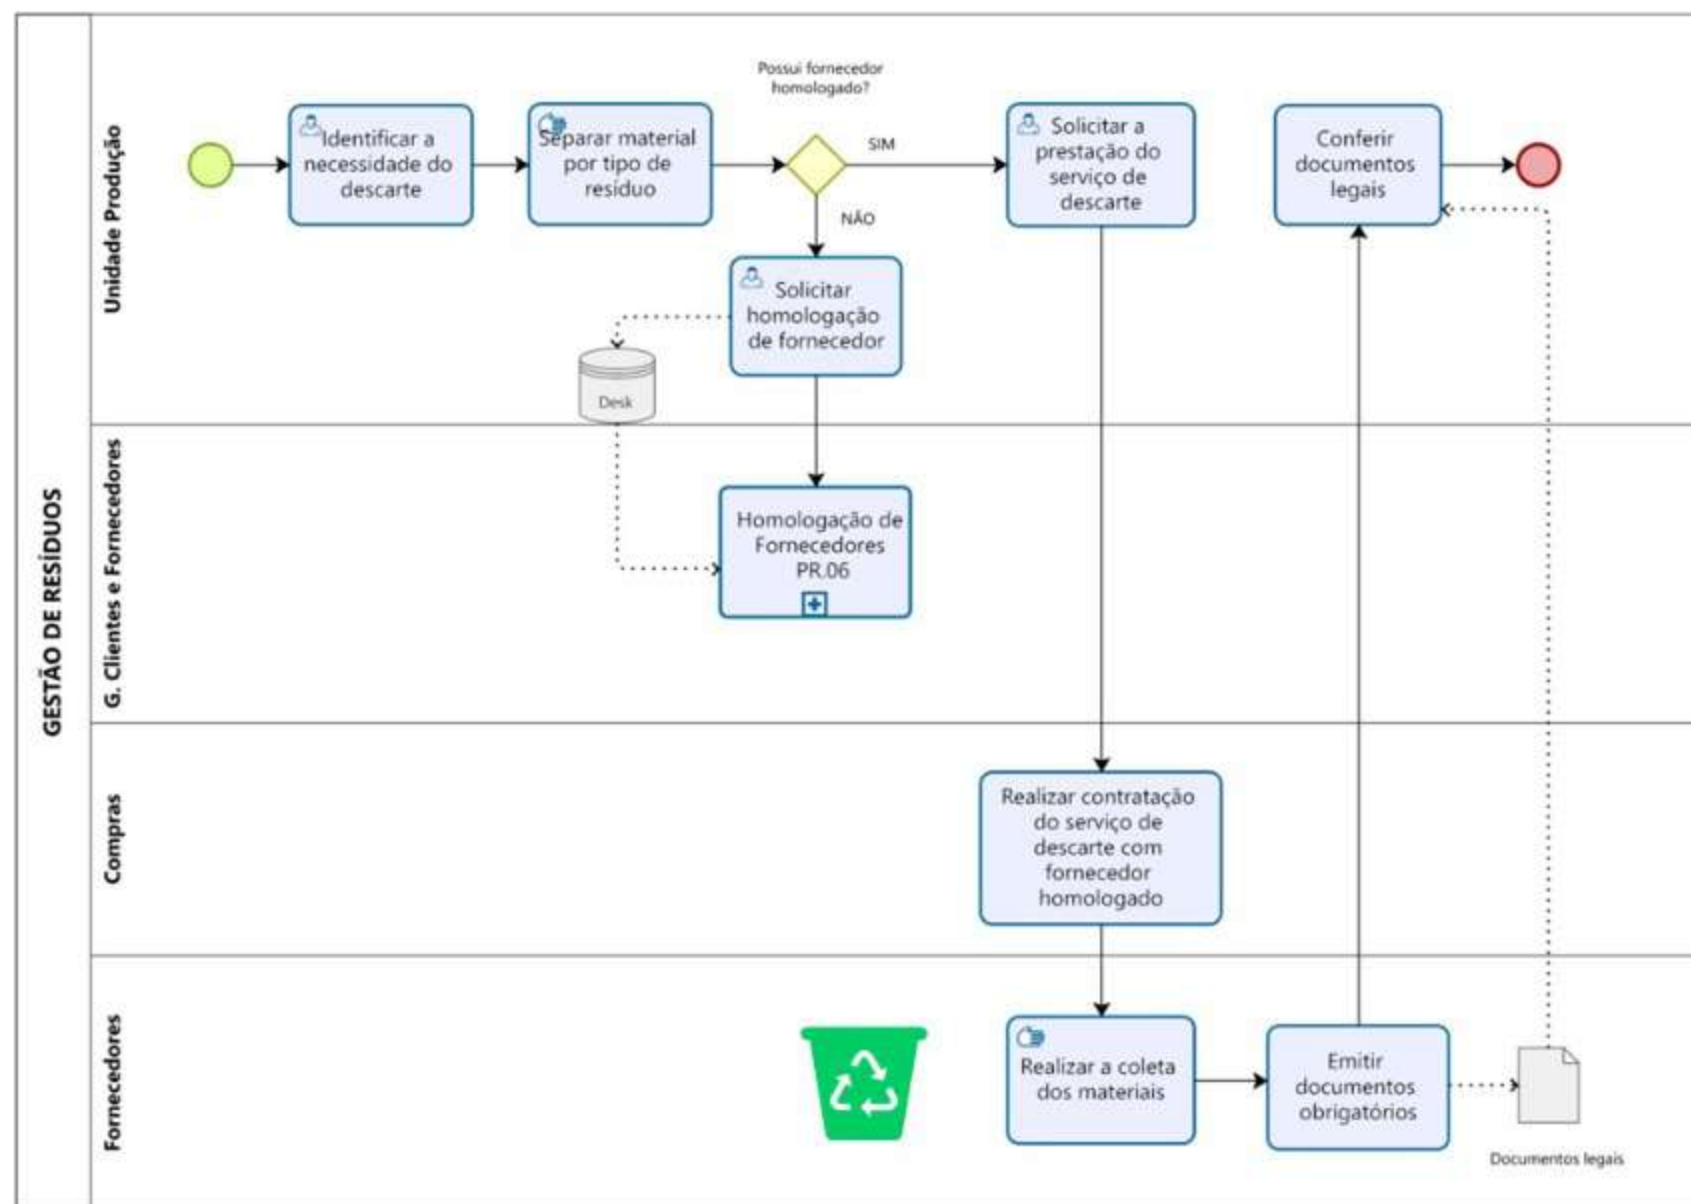 GESTÃO DE RESÍDUOS
Unidade Produção
Identificar a
necessidade do
descarte
Separar material
por tipo de
resíduo
Possui fornecedor
homologado?
SIM
NÃO
Solicitar a
prestação do
serviço de
descarte
Conferir
documentos
legais
Solicitar
homologação
de fornecedor
Desk
G. Clientes e Fornecedores
Homologação de
Fornecedores
PR.06
Compras
Realizar contratação
do serviço de
descarte com
fornecedor
homologado
Fornecedores
Realizar a coleta
dos materiais
Emitir
documentos
obrigatórios
Documentos legais